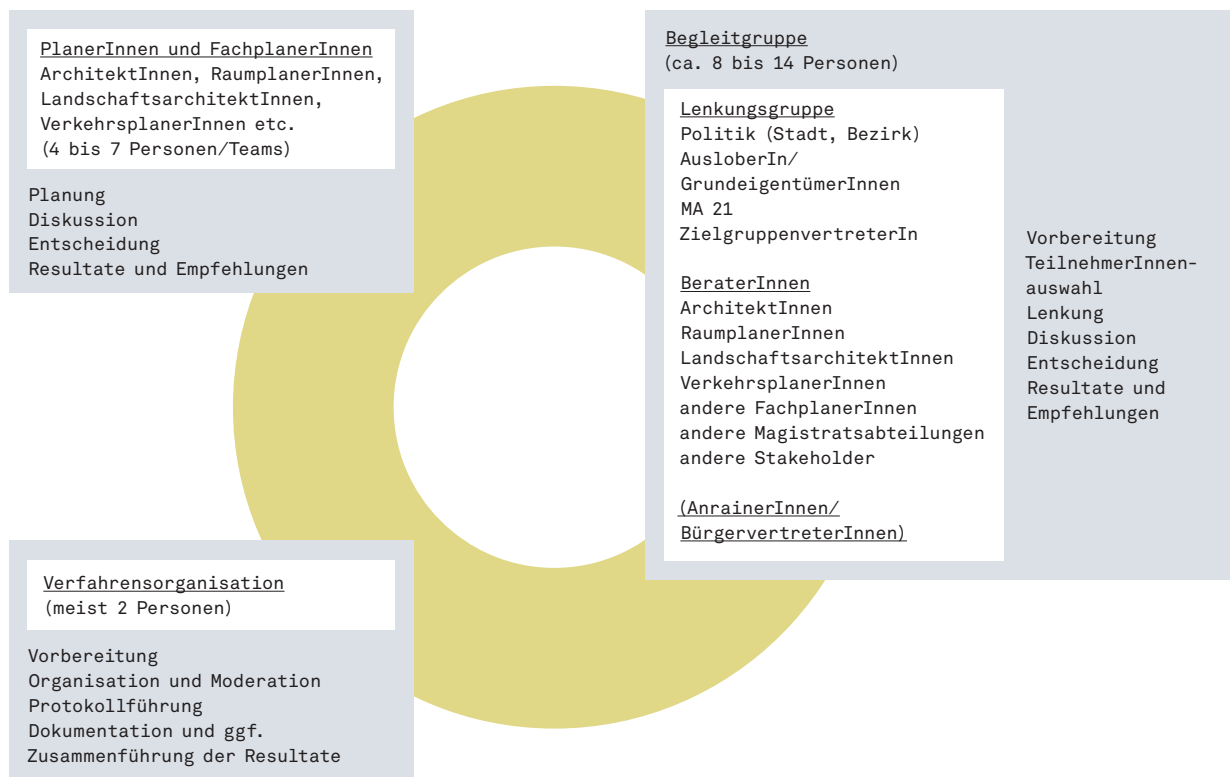 PlanerInnen und FachplanerInnen
ArchitektInnen, RaumplanerInnen,
LandschaftsarchitektInnen,
VerkehrsplanerInnen etc.
(4 bis 7 Personen/Teams)
Planung
Diskussion
Entscheidung
Resultate und Empfehlungen
Begleitgruppe
(ca. 8 bis 14 Personen)
Lenkungsgruppe
Politik (Stadt, Bezirk)
AusloberIn/
GrundeigentümerInnen
MA 21
ZielgruppenvertreterIn
BeraterInnen
ArchitektInnen
RaumplanerInnen
LandschaftsarchitektInnen
VerkehrsplanerInnen
andere FachplanerInnen
andere Magistratsabteilungen
andere Stakeholder
(AnrainerInnen/
BürgervertreterInnen)
Vorbereitung
TeilnehmerInnen-
auswahl
Lenkung
Diskussion
Entscheidung
Resultate und
Empfehlungen
Verfahrensorganisation
(meist 2 Personen)
Vorbereitung
Organisation und Moderation
Protokollführung
Dokumentation und ggf.
Zusammenführung der Resultate